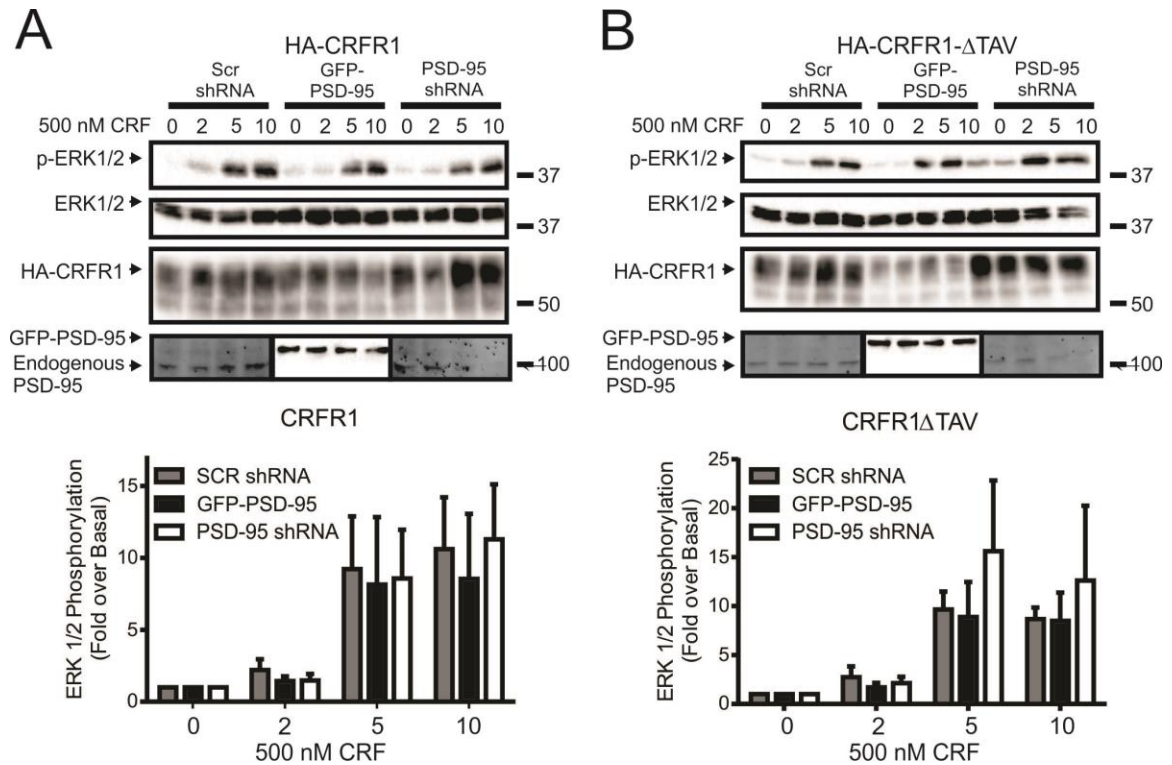 A
HA-CRFR1
Scr shRNA
GFP-PSD-95
PSD-95 shRNA
500 nM CRF 0 2 5 10 0 2 5 10 0 2 5 10
p-ERK1/2
37
ERK1/2
37
HA-CRFR1
50
GFP-PSD-95
Endogenous PSD-95
100
CRFR1
ERK 1/2 Phosphorylation
(Fold over Basal)
15
10
5
0
SCR shRNA
GFP-PSD-95
PSD-95 shRNA
0 2 5 10
500 nM CRF
B
HA-CRFR1-ΔTAV
Scr shRNA
GFP-PSD-95
PSD-95 shRNA
500 nM CRF 0 2 5 10 0 2 5 10 0 2 5 10
p-ERK1/2
37
ERK1/2
37
HA-CRFR1
50
GFP-PSD-95
Endogenous PSD-95
100
CRFR1ΔTAV
ERK 1/2 Phosphorylation
(Fold over Basal)
25
20
15
10
5
0
SCR shRNA
GFP-PSD-95
PSD-95 shRNA
0 2 5 10
500 nM CRF